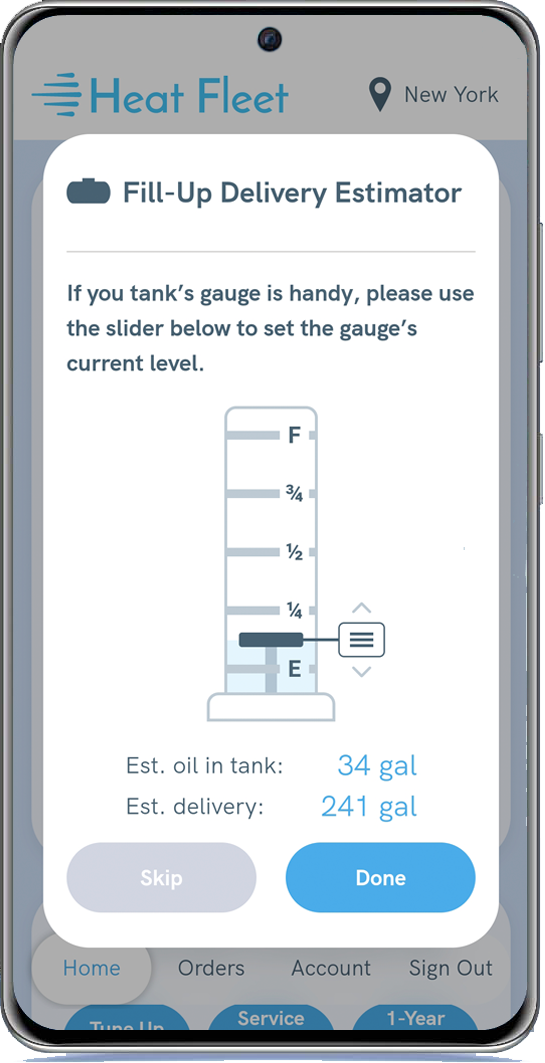 Heat Fleet
New York
Fill-Up Delivery Estimator
If you tank's gauge is handy, please use
the slider below to set the gauge's
current level.
F
¾
½
¼
E
Est. oil in tank: 34 gal
Est. delivery: 241 gal
Skip Done
Home Orders Account Sign Out
Tune Up Service 1-Year